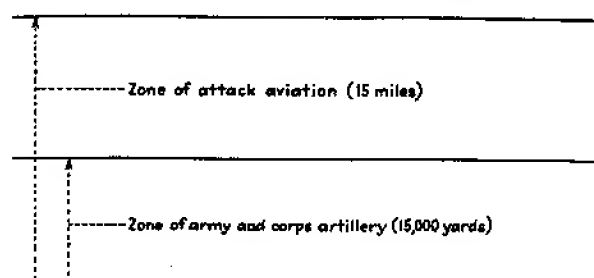 Zone of attack aviation (15 miles)
Zone of army and corps artillery (15,000 yards)